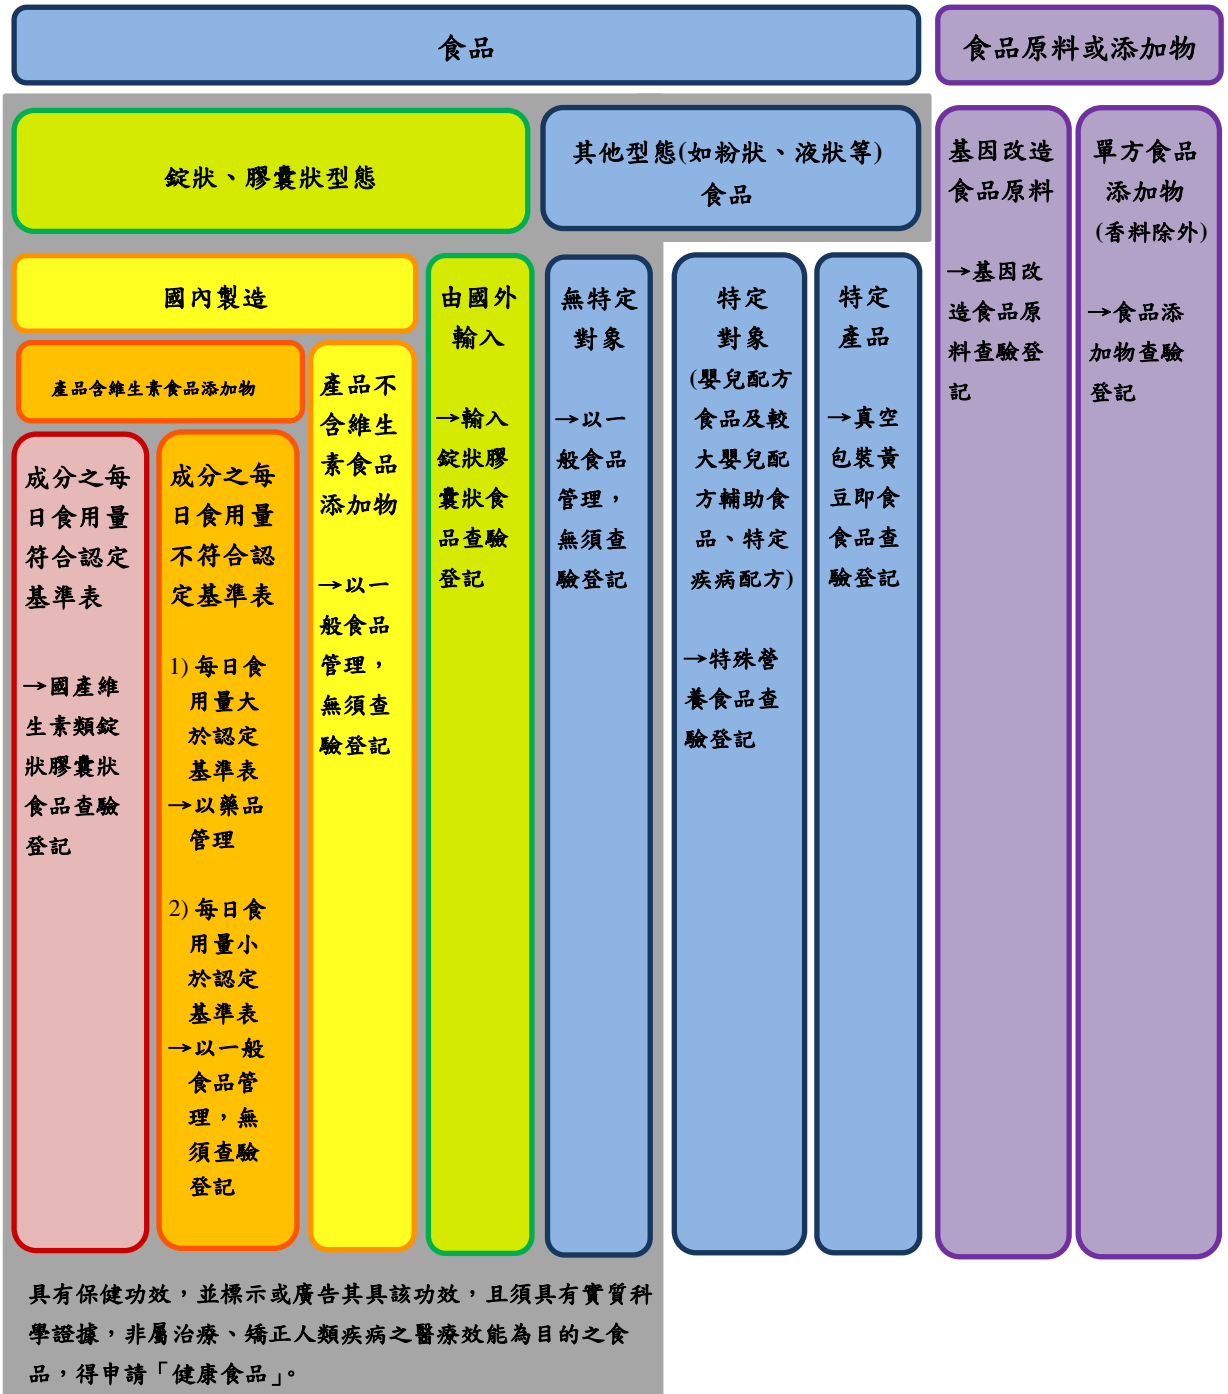 食品
食品原料或添加物
錠狀、膠囊狀型態
其他型態(如粉狀、液狀等)
食品
國內製造
產品含維生素食品添加物
成分之每
日食用量
符合認定
基準表
→國產維
生素類錠
狀膠囊狀
食品查驗
登記
成分之每
日食用量
不符合認
定基準表
1) 每日食
用量大
於認定
基準表
→以藥品
管理
2) 每日食
用量小
於認定
基準表
→以一般
食品管
理，無
須查驗
登記
產品不
含維生
素食品
添加物
→以一
般食品
管理，
無須查
驗登記
由國外
輸入
→輸入
錠狀膠
囊狀食
品查驗
登記
無特定
對象
→以一
般食品
管理，
無須查
驗登記
特定
對象
(嬰兒配方
食品及較
大嬰兒配
方輔助食
品、特定
疾病配方)
→特殊營
養食品查
驗登記
特定
產品
→真空
包裝黃
豆即食
食品查
驗登記
基因改造
食品原料
→基因改
造食品原
料查驗登
記
單方食品
添加物
(香料除外)
→食品添
加物查驗
登記
具有保健功效，並標示或廣告其具該功效，且須具有實質科
學證據，非屬治療、矯正人類疾病之醫療效能為目的之食
品，得申請「健康食品」。